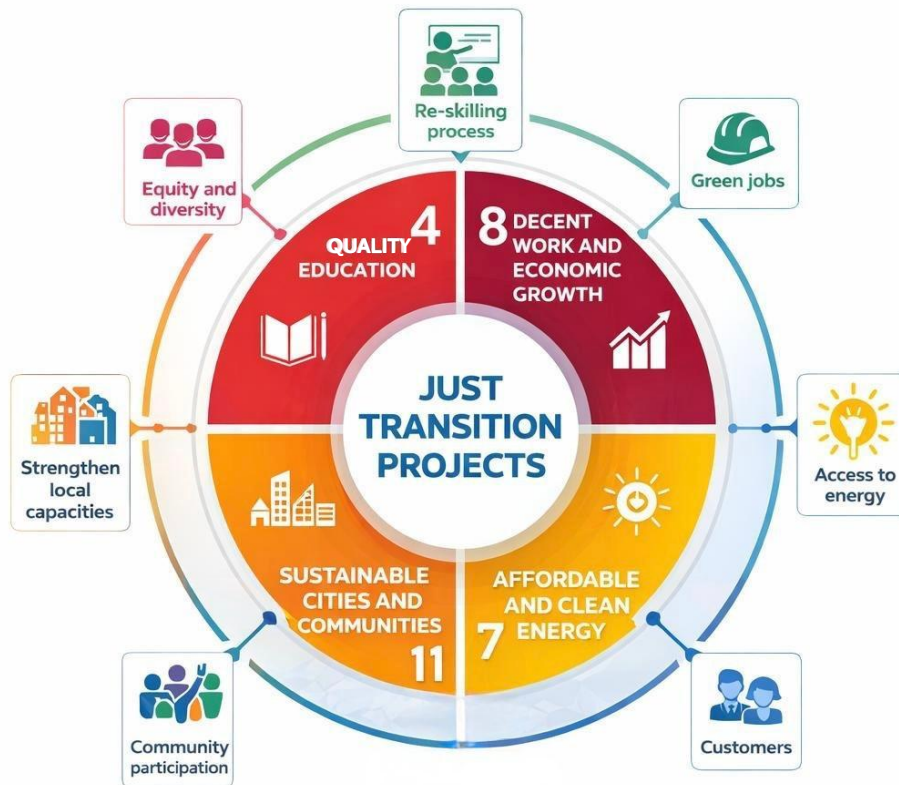 Re-skilling
process
Equity and
diversity
Green jobs
4
QUALITY
EDUCATION
8
DECENT
WORK AND
ECONOMIC
GROWTH
JUST
TRANSITION
PROJECTS
Strengthen
local
capacities
Access to
energy
SUSTAINABLE
CITIES AND
COMMUNITIES
11
AFFORDABLE
AND CLEAN
ENERGY
7
Community
participation
Customers